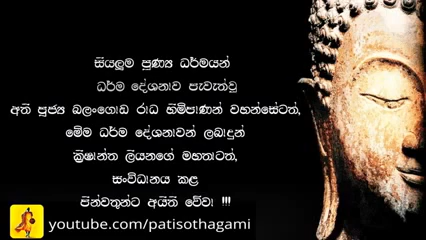 සියලුම පුණ්‍ය ධර්මයන්
ධර්ම දේශනාව පැවැත්වූ
අති පූජ්‍ය බලංගොඩ රාධ හිමිපාණන් වහන්සේටත්,
මේම ධර්ම දේශනාවන් ලබාදුන්
ක්‍රිෂාන්ත ලියනගේ මහතාටත්,
සංවිධානය කළ
පින්වතුන්ට අයිති වේවා !!!
youtube.com/patisothagami